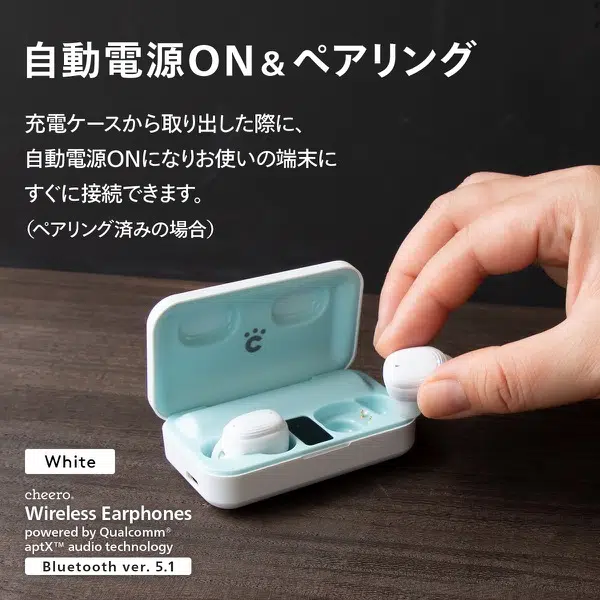 自動電源ON&ペアリング
充電ケースから取り出した際に、
自動電源ONになりお使いの端末に
すぐに接続できます。
（ペアリング済みの場合）
White
cheero®
Wireless Earphones
powered by Qualcomm®
aptX™ audio technology
Bluetooth ver. 5.1